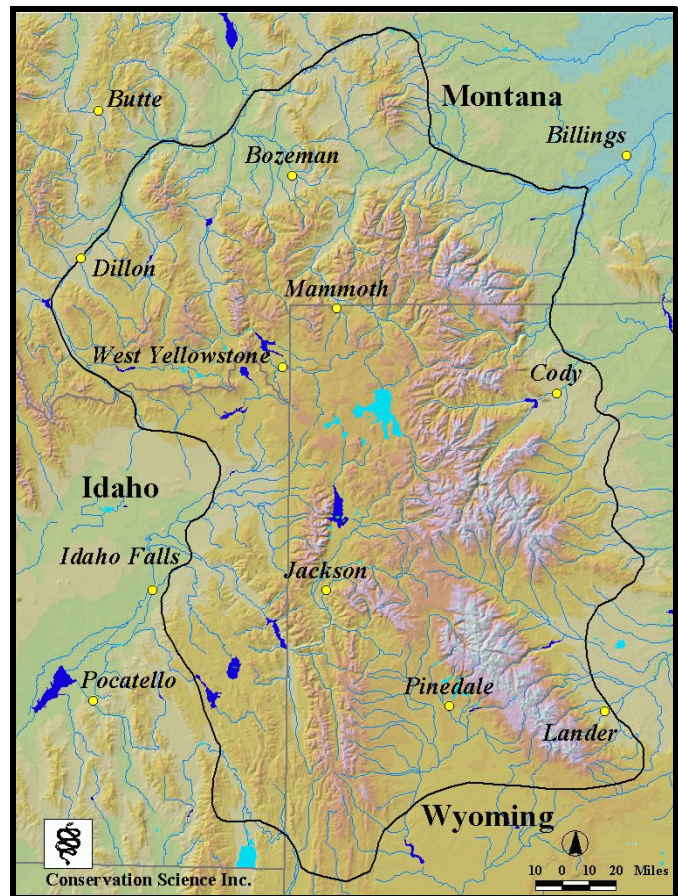 Montana
Butte
Billings
Bozeman
Dillon
Mammoth
West Yellowstone
Cody
Idaho
Idaho Falls
Jackson
Pocatello
Pinedale
Lander
Wyoming
Conservation Science Inc.
10 0 10 20 Miles